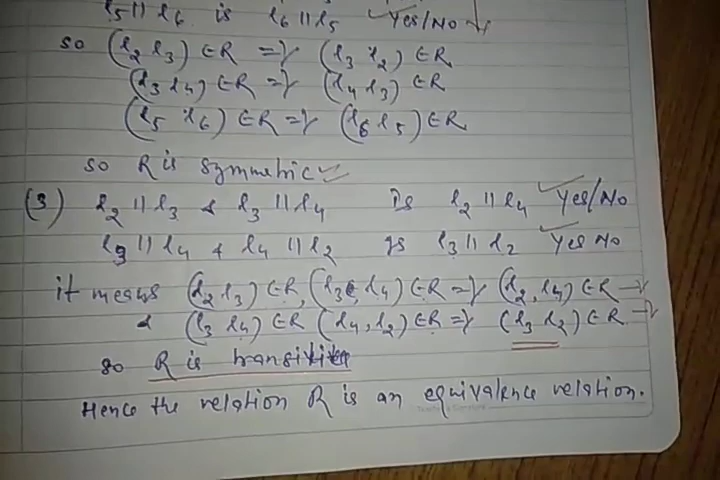 l5 || l6 is l6 || l5 Yes/No
so (l2 l3) ∈ R => (l3 l2) ∈ R
(l3 l4) ∈ R => (l4 l3) ∈ R
(l5 l6) ∈ R => (l6 l5) ∈ R
so R is symmetric
(3) l2 || l3 & l3 || l4 Is l2 || l4 Yes/No
l3 || l4 & l4 || l2 Is l3 || l2 Yes No
it means (l2 l3) ∈ R, (l3 l4) ∈ R => (l2, l4) ∈ R
& (l3 l4) ∈ R (l4, l2) ∈ R => (l3 l2) ∈ R
so R is transitive
Hence the relation R is an equivalence relation.